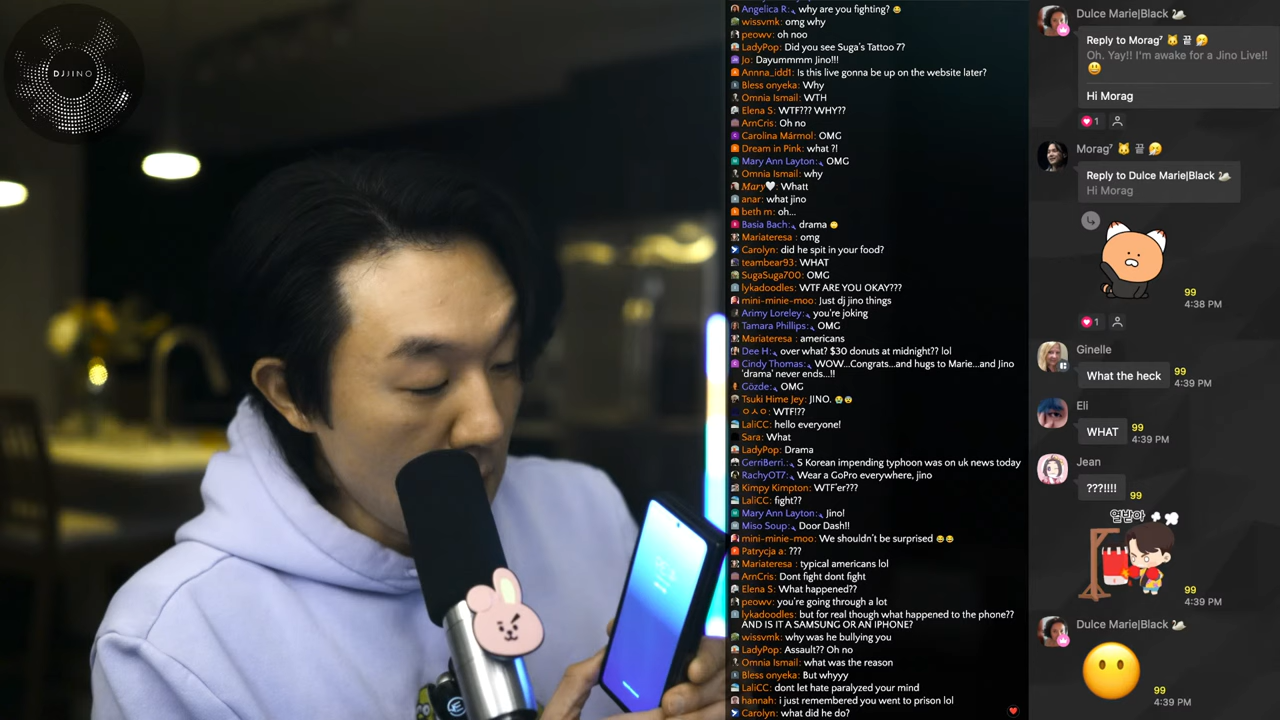 DJJINO
Angelica R: why are you fighting? 😂
wissvmk: omg why
peowv: oh noo
LadyPop: Did you see Suga's Tattoo 7?
Jo: Dayummmm Jino!!!
Annna_idd1: Is this live gonna be up on the website later?
Bless onyeka: Why
Omnia Ismail: WTH
Elena S: WTF??? WHY??
ArnCris: Oh no
Carolina Mármol: OMG
Dream in Pink: what ?!
Mary Ann Layton: OMG
Omnia Ismail: why
Mary🤍: Whatt
anar: what jino
beth m: oh...
Basia Bach: drama 🙄
Mariateresa : omg
Carolyn: did he spit in your food?
teambear93: WHAT
SugaSuga700: OMG
lykadoodles: WTF ARE YOU OKAY???
mini-minie-moo: Just dj jino things
Arimy Loreley: you're joking
Tamara Phillips: OMG
Mariateresa : americans
Dee H: over what? $30 donuts at midnight?? lol
Cindy Thomas: WOW...Congrats...and hugs to Marie...and Jino
'drama' never ends...!!
Gözde: OMG
Tsuki Hime Jey: JINO. 😭😨
ㅇㅅㅇ: WTF!??
LaliCC: hello everyone!
Sara: What
LadyPop: Drama
GerriBerri: S Korean impending typhoon was on uk news today
RachyOT7: Wear a GoPro everywhere, jino
Kimpy Kimpton: WTF'er???
LaliCC: fight??
Mary Ann Layton: Jino!
Miso Soup: Door Dash!!
mini-minie-moo: We shouldn't be surprised 😂😂
Patrycja a: ???
Mariateresa : typical americans lol
ArnCris: Dont fight dont fight
Elena S: What happened??
peowv: you're going through a lot
lykadoodles: but for real though what happened to the phone??
AND IS IT A SAMSUNG OR AN IPHONE?
wissvmk: why was he bullying you
LadyPop: Assault?? Oh no
Omnia Ismail: what was the reason
Bless onyeka: But whyyy
LaliCC: dont let hate paralyzed your mind
hannah: i just remembered you went to prison lol
Carolyn: what did he do?
Dulce Marie|Black 🦢
Reply to Morag⁷ 🐱 끝 🤧
Oh. Yay!! I'm awake for a Jino Live!!
😃
Hi Morag
1
Morag⁷ 🐱 끝 🤧
Reply to Dulce Marie|Black 🦢
Hi Morag
99
4:38 PM
1
Ginelle
What the heck
99
4:39 PM
Eli
WHAT
99
4:39 PM
Jean
???!!!!
99
열받아
99
4:39 PM
Dulce Marie|Black 🦢
99
4:39 PM